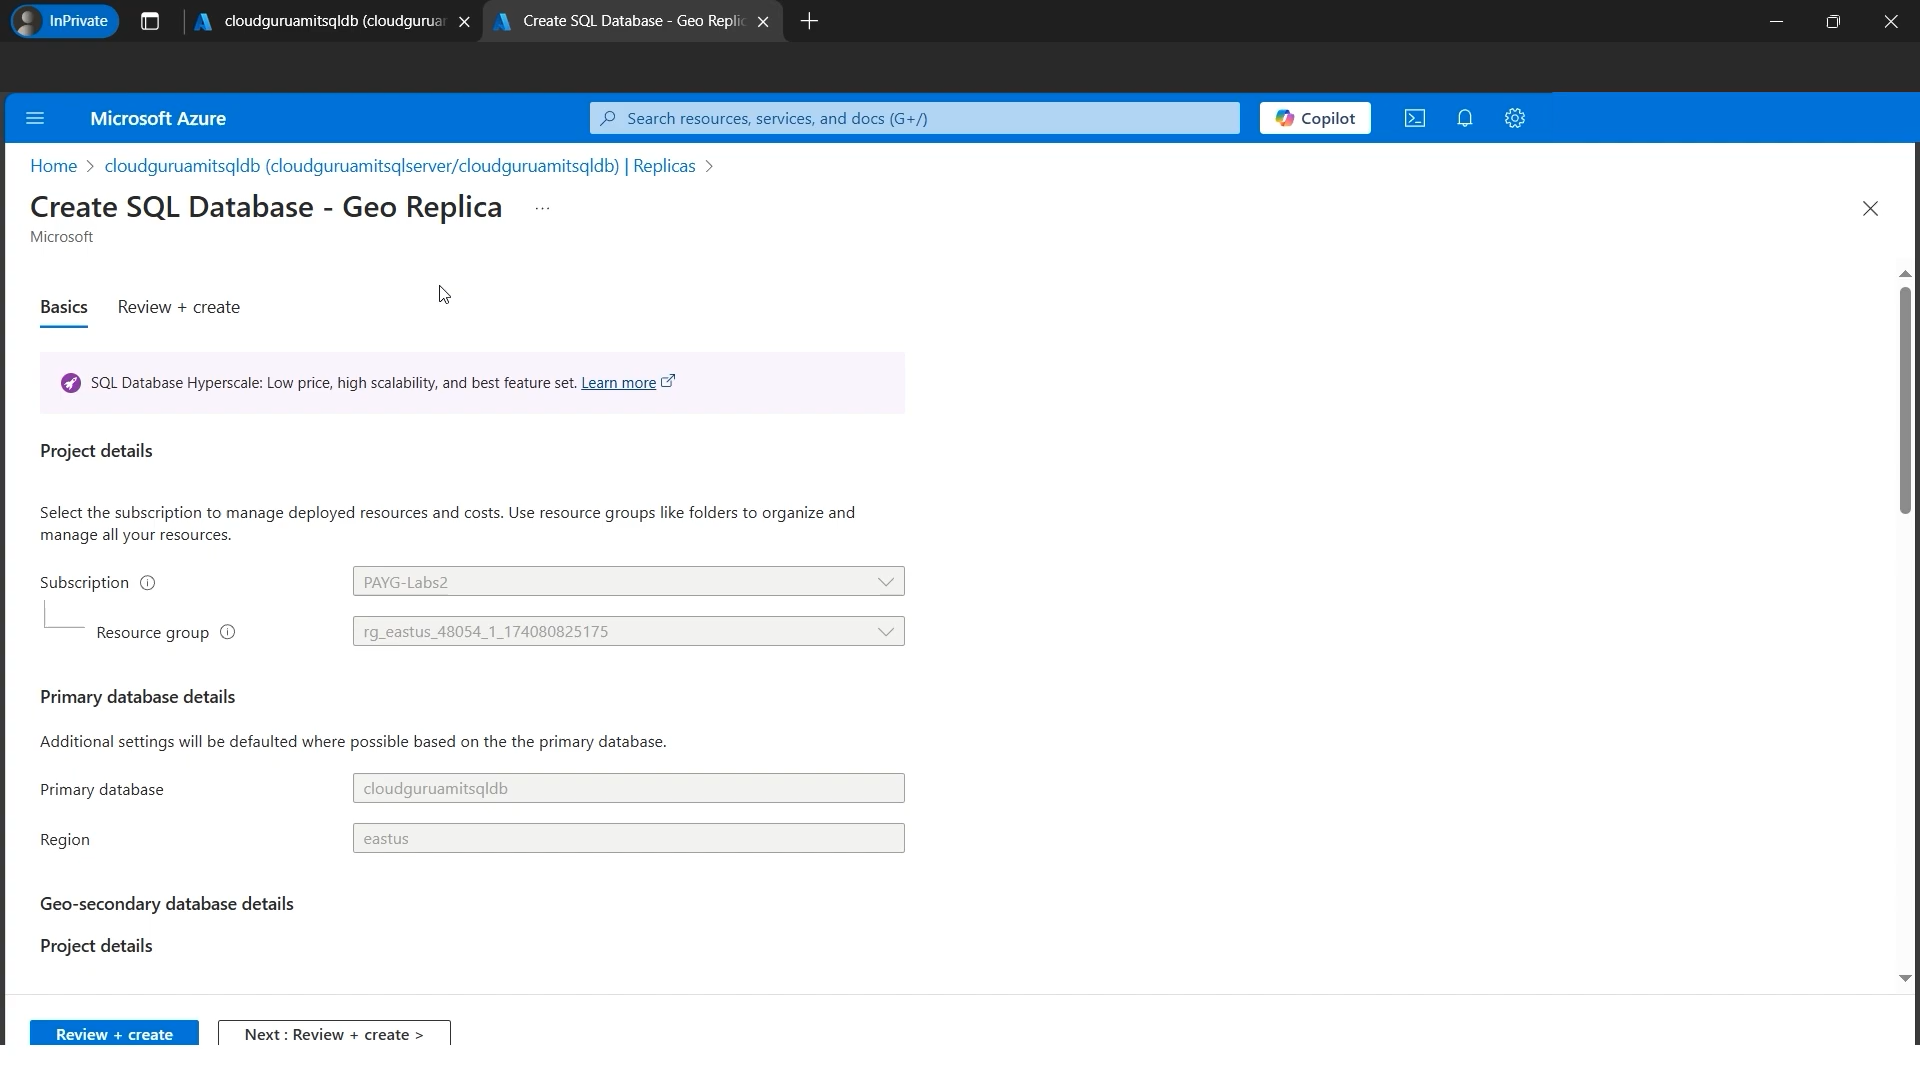 InPrivate
cloudguruamitsqldb (cloudguruar
Create SQL Database - Geo Replic
Microsoft Azure
Search resources, services, and docs (G+/)
Copilot
Home > cloudguruamitsqldb (cloudguruamitsqlserver/cloudguruamitsqldb) | Replicas >
Create SQL Database - Geo Replica ...
Microsoft
Basics
Review + create
SQL Database Hyperscale: Low price, high scalability, and best feature set. Learn more
Project details
Select the subscription to manage deployed resources and costs. Use resource groups like folders to organize and
manage all your resources.
Subscription
PAYG-Labs2
Resource group
rg_eastus_48054_1_174080825175
Primary database details
Additional settings will be defaulted where possible based on the the primary database.
Primary database
cloudguruamitsqldb
Region
eastus
Geo-secondary database details
Project details
Review + create
Next : Review + create >